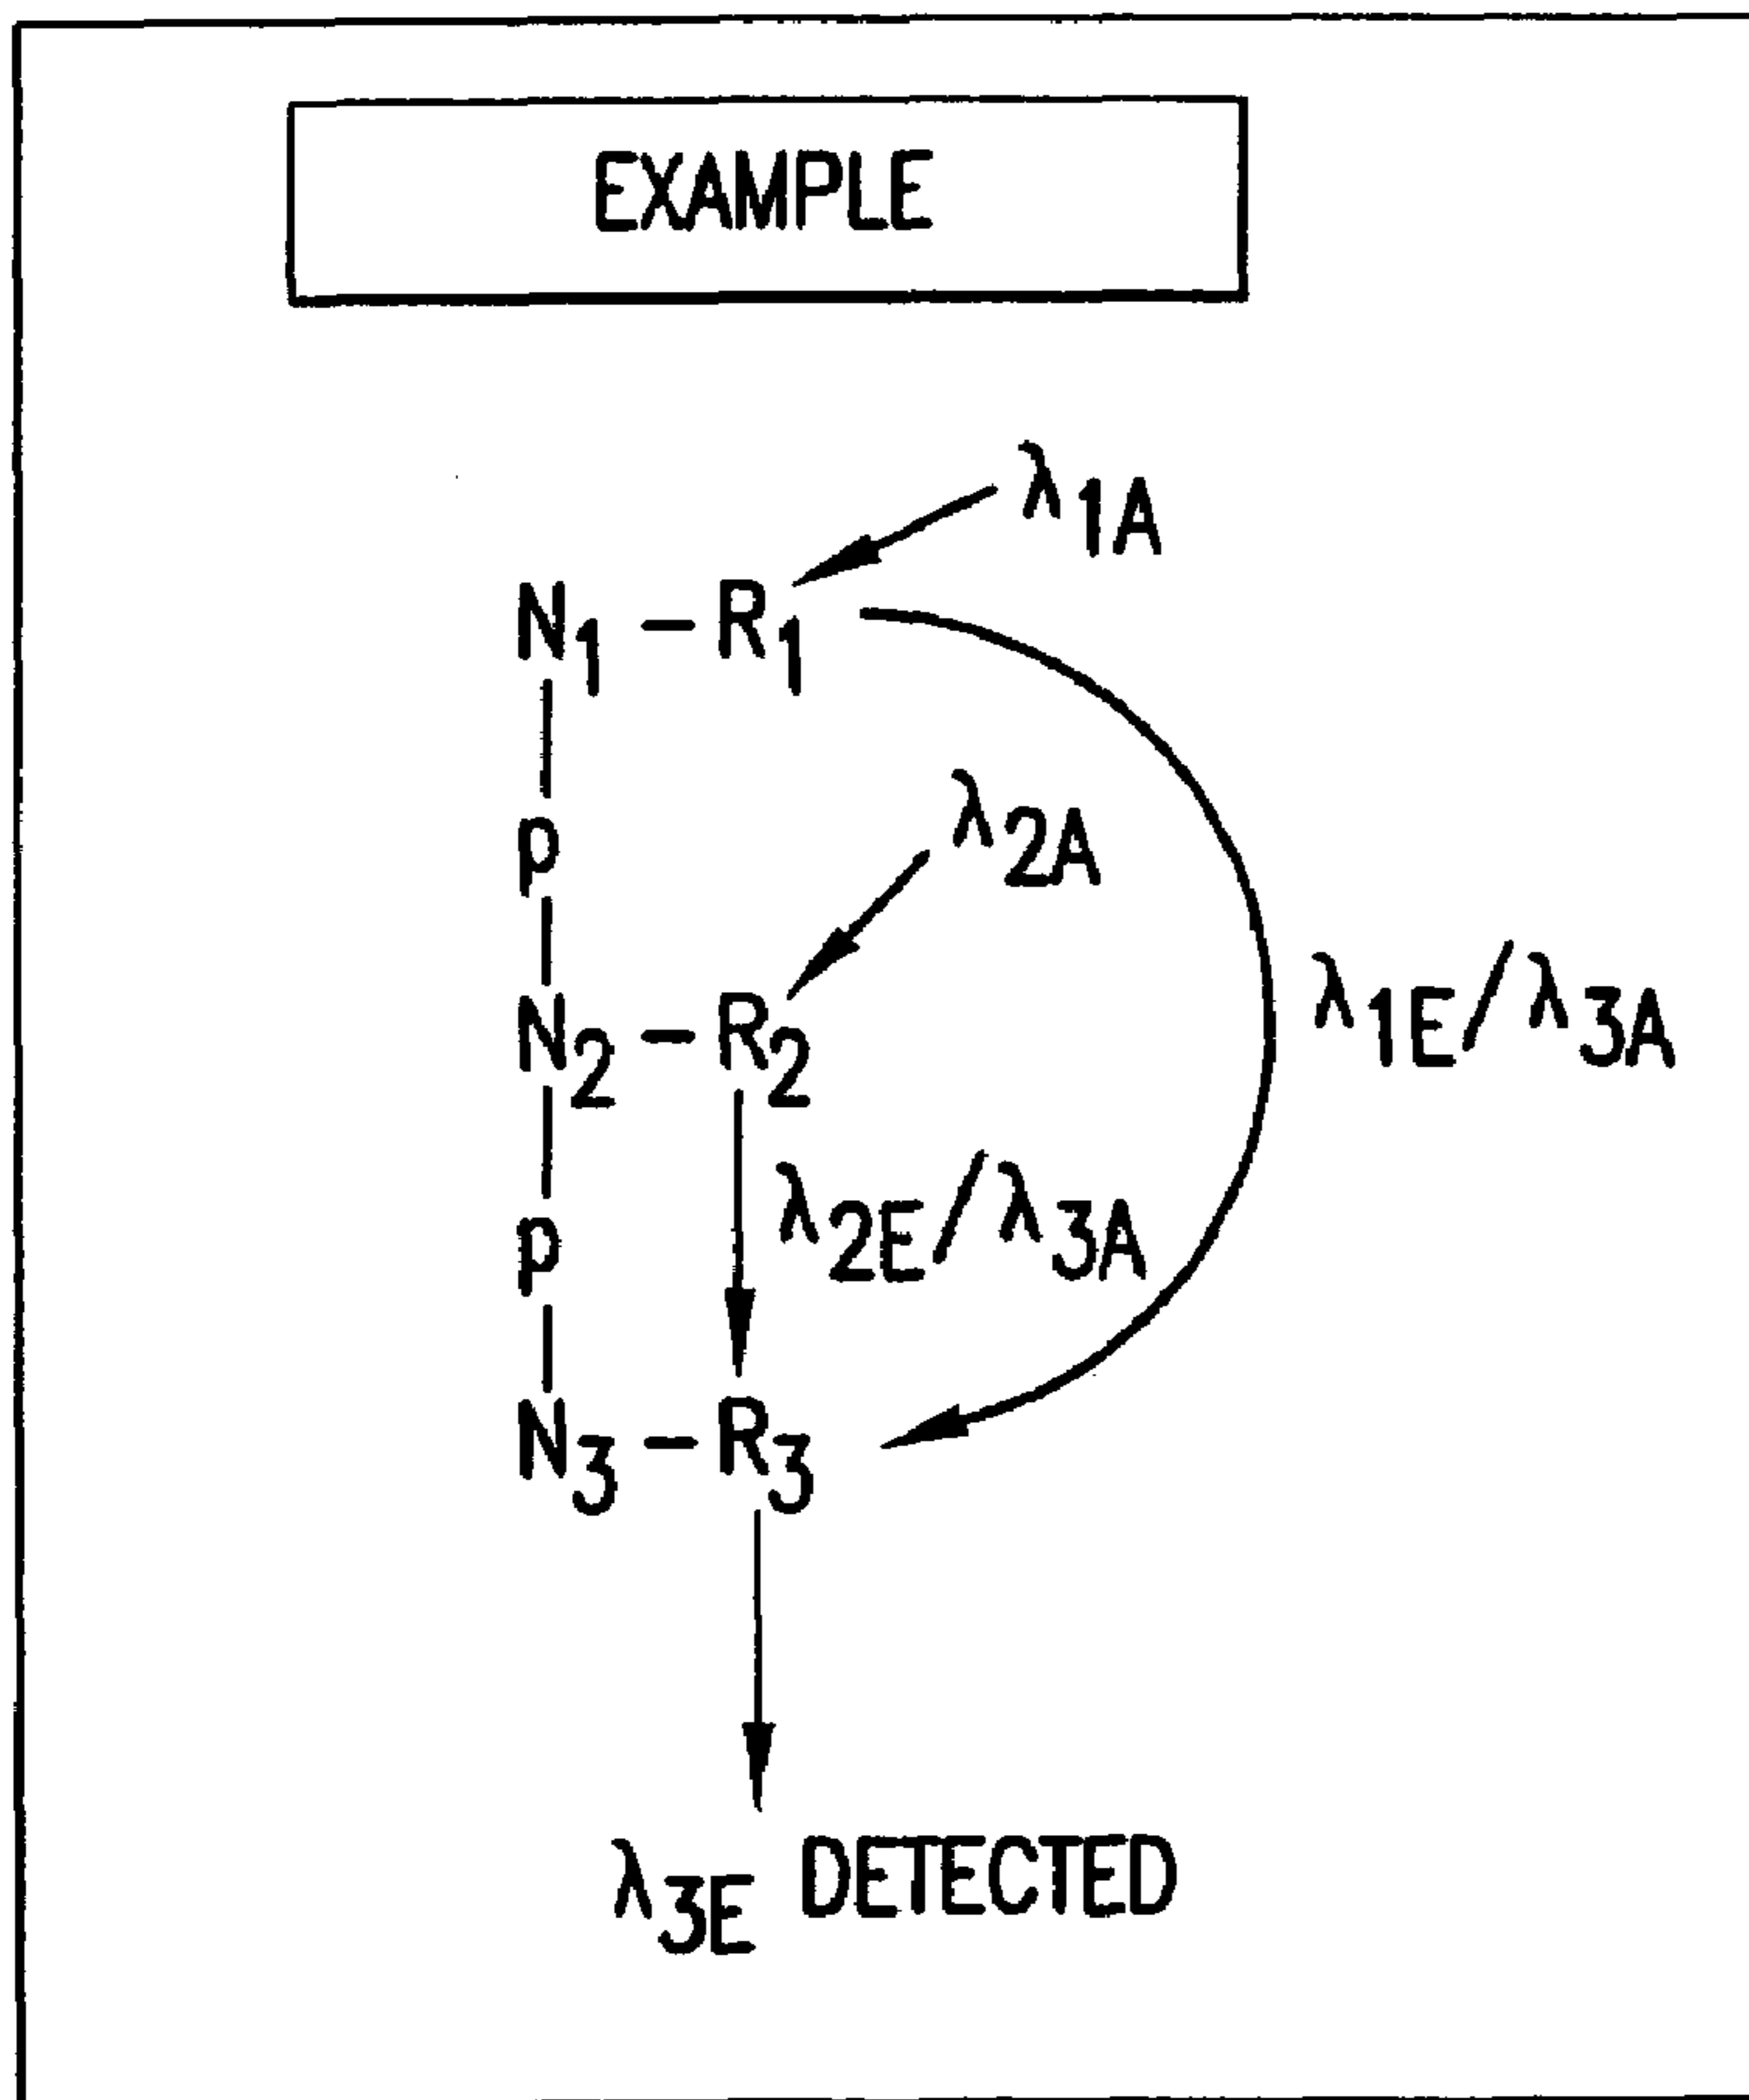 EXAMPLE
λ1A
N1-R1
p
λ2A
N2-R2
λ1E/λ3A
λ2E/λ3A
p
N3-R3
λ3E DETECTED